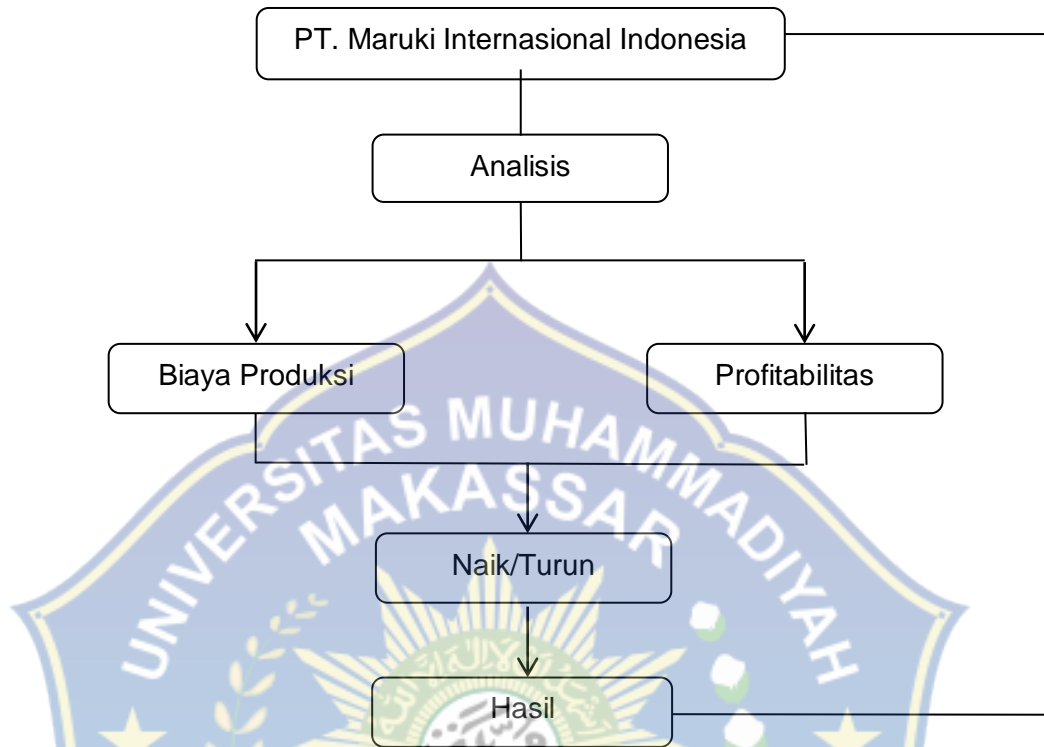 PT. Maruki Internasional Indonesia
Analisis
Biaya Produksi
Profitabilitas
UNIVERSITAS MUHAMMADIYAH
MAKASSAR
Naik/Turun
Hasil